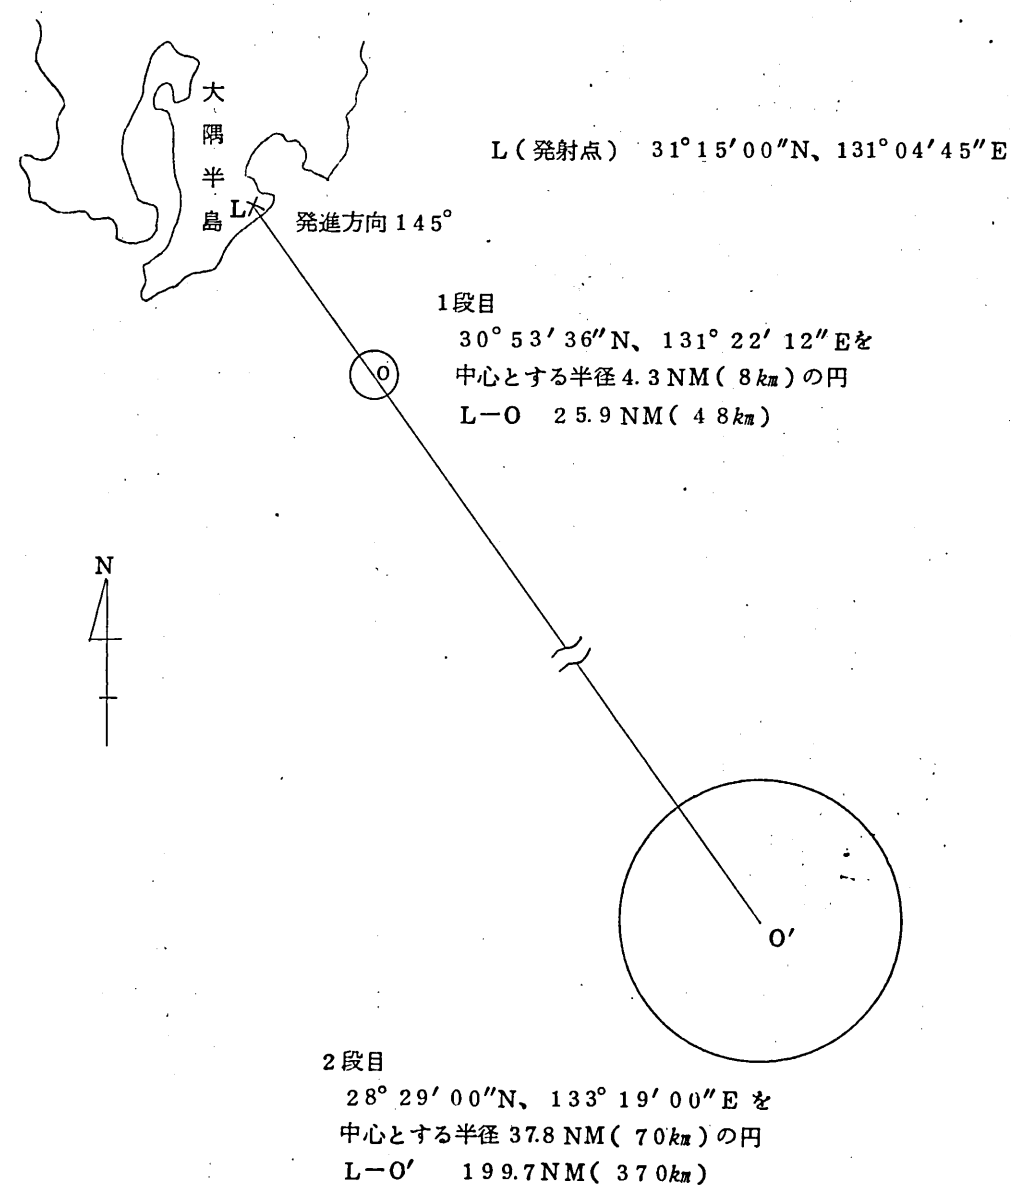 大隅半島
L（発射点） 31°15′00″N、131°04′45″E
L
発進方向145°
1段目
30°53′36″N、131°22′12″Eを
中心とする半径4.3NM(8㎞)の円
L－O 25.9NM(48㎞)
O
N
O′
2段目
28°29′00″N、133°19′00″Eを
中心とする半径37.8NM(70㎞)の円
L－O′ 199.7NM(370㎞)